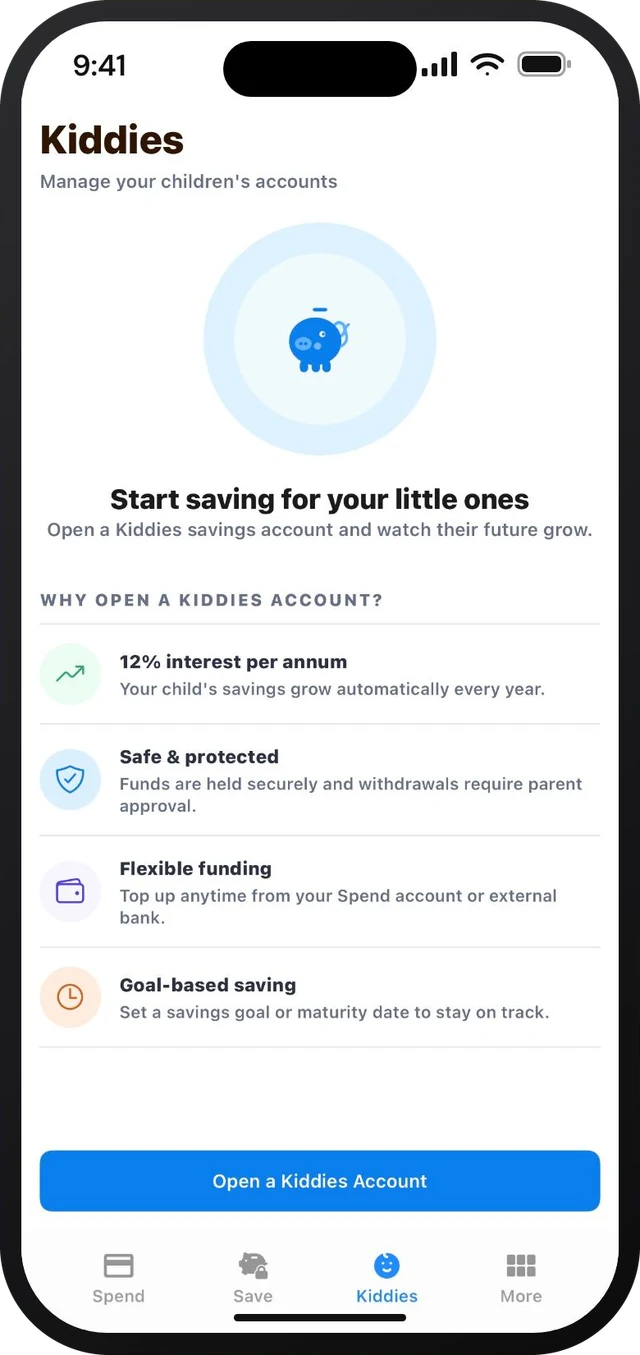 9:41
Kiddies
Manage your children's accounts
Start saving for your little ones
Open a Kiddies savings account and watch their future grow.
WHY OPEN A KIDDIES ACCOUNT?
12% interest per annum
Your child's savings grow automatically every year.
Safe & protected
Funds are held securely and withdrawals require parent
approval.
Flexible funding
Top up anytime from your Spend account or external
bank.
Goal-based saving
Set a savings goal or maturity date to stay on track.
Open a Kiddies Account
Spend
Save
Kiddies
More